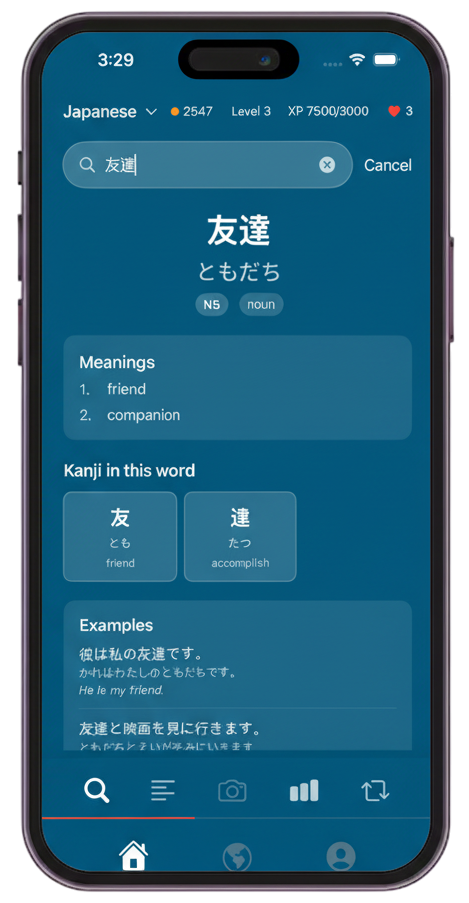 3:29
Japanese 2547 Level 3 XP 7500/3000 3
友達 Cancel
友達
ともだち
N5 noun
Meanings
1. friend
2. companion
Kanji in this word
友 達
とも たつ
friend accomplish
Examples
彼は私の友達です。
かれはわたしのともだちです。
He le my friend.
友達と映画を見に行きます。